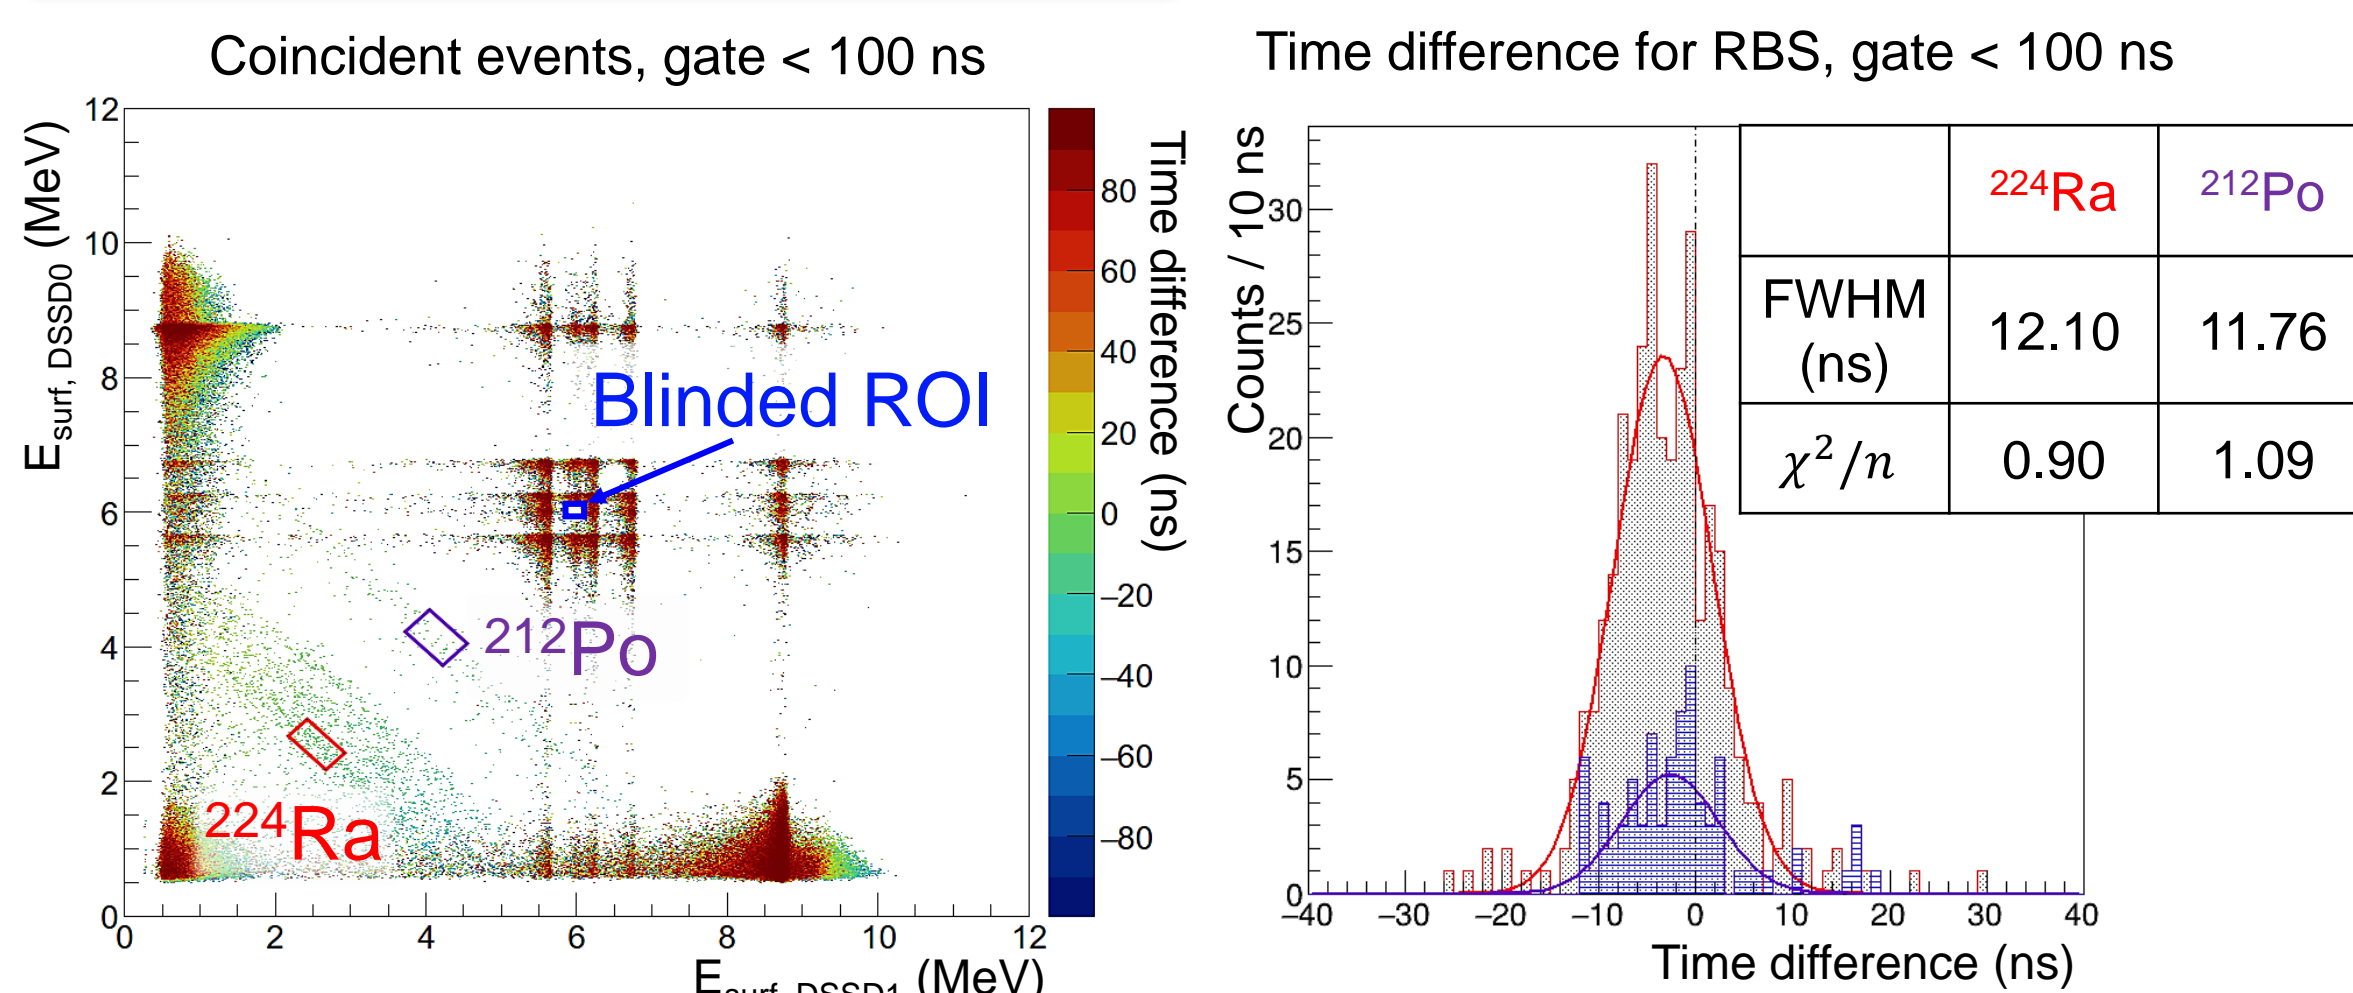 Coincident events, gate < 100 ns
E_surf, DSSD0 (MeV)
12
10
8
6
4
2
0
0 2 4 6 8 10 12
E_surf, DSSD1 (MeV)
Blinded ROI
²¹²Po
²²⁴Ra
80
60
40
20
0
−20
−40
−60
−80
Time difference (ns)
Time difference for RBS, gate < 100 ns
Counts / 10 ns
30
25
20
15
10
5
0
−40 −30 −20 −10 0 10 20 30 40
Time difference (ns)
²²⁴Ra ²¹²Po
FWHM
(ns) 12.10 11.76
χ²/n 0.90 1.09